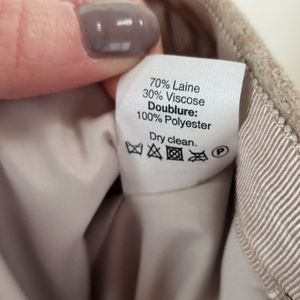 70% Laine
30% Viscose
Doublure:
100% Polyester
Dry clean.
P